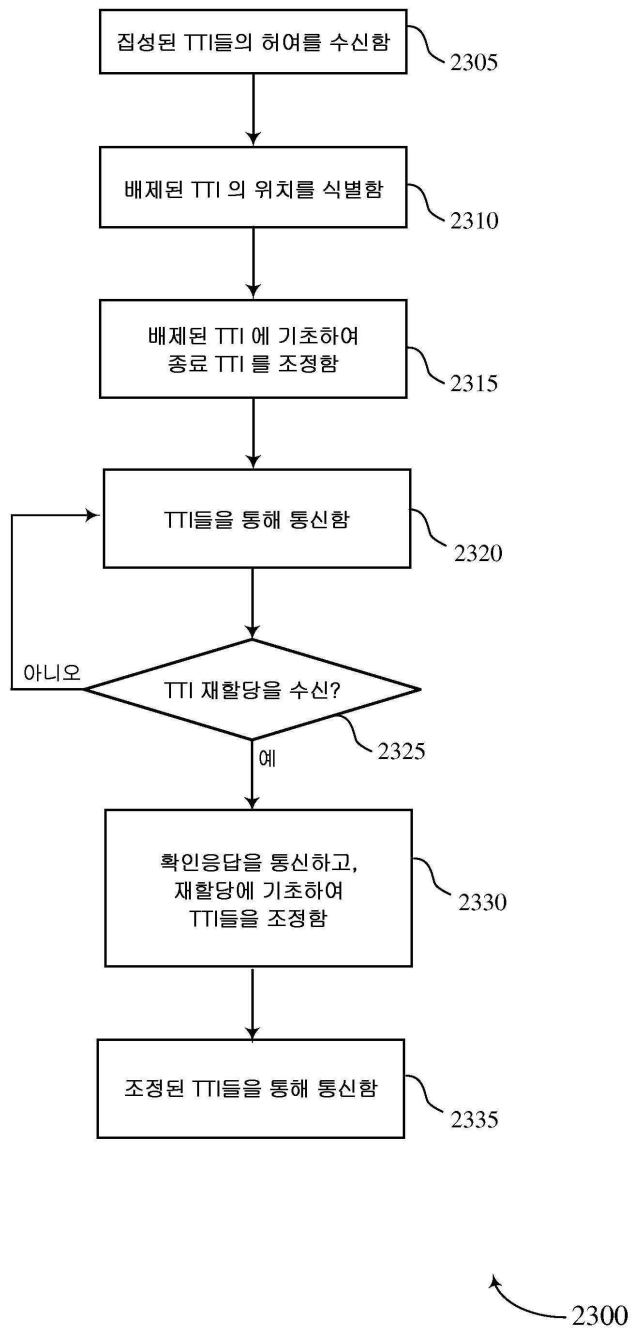 집성된 TTI들의 허여를 수신함
2305
배제된 TTI 의 위치를 식별함
2310
배제된 TTI 에 기초하여
종료 TTI 를 조정함
2315
TTI들을 통해 통신함
2320
아니오
TTI 재할당을 수신?
2325
예
확인응답을 통신하고,
재할당에 기초하여
TTI들을 조정함
2330
조정된 TTI들을 통해 통신함
2335
2300